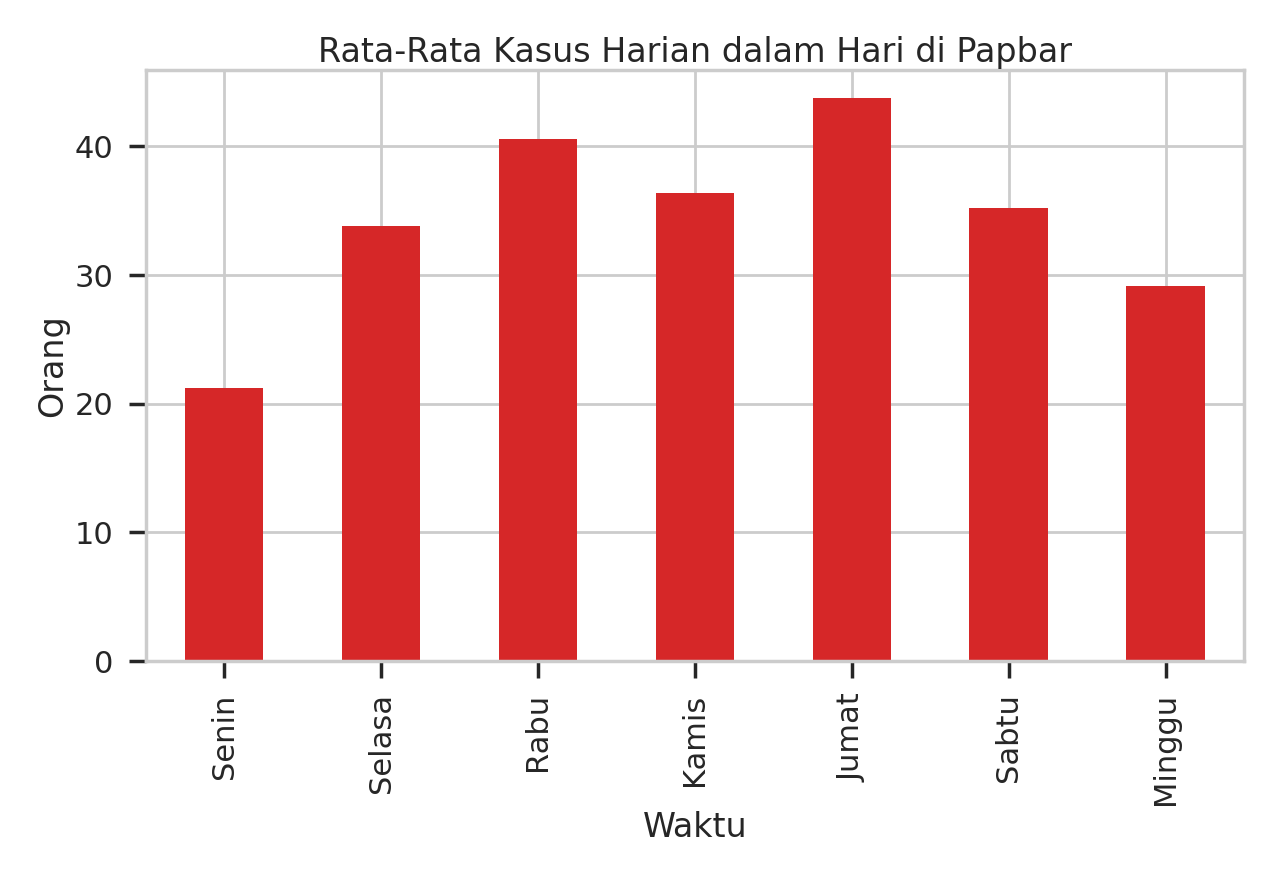 Rata-Rata Kasus Harian dalam Hari di Papbar
Orang
40
30
20
10
0
Senin
Selasa
Rabu
Kamis
Jumat
Sabtu
Minggu
Waktu